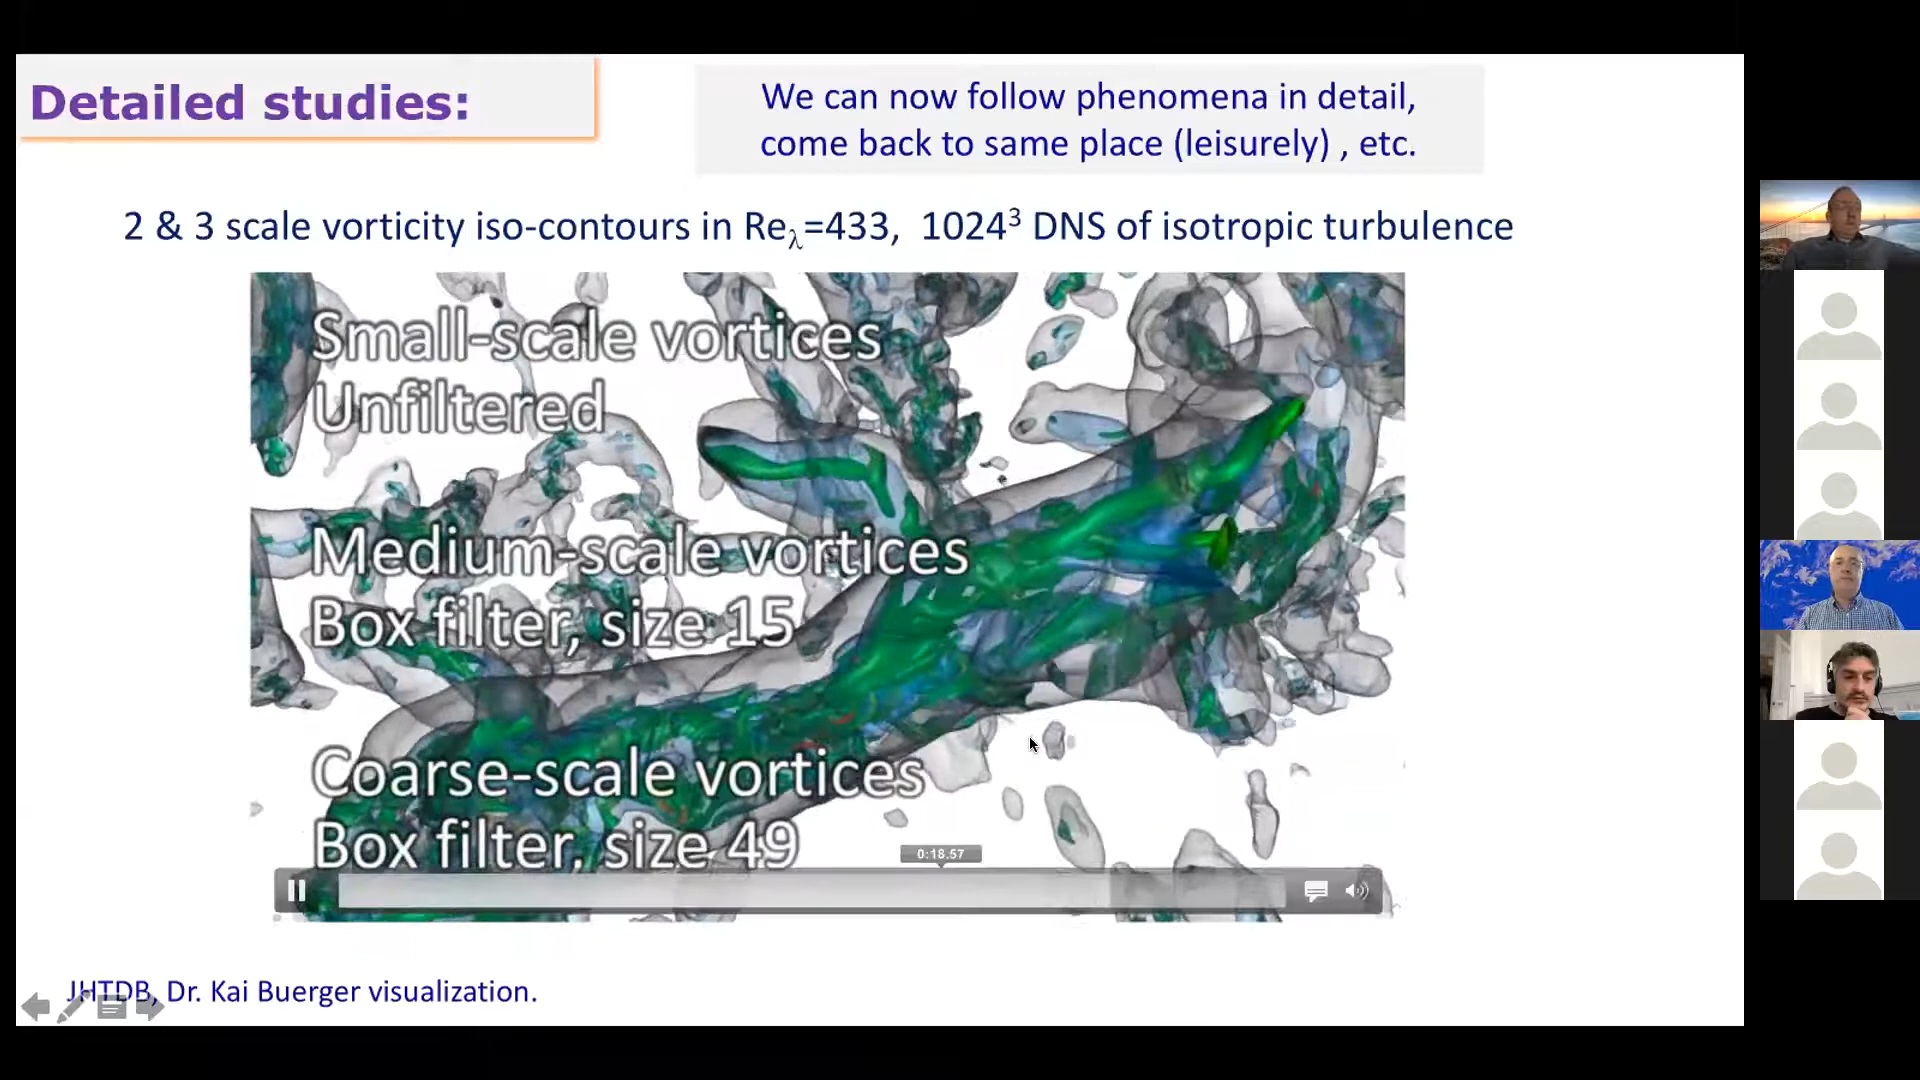 Detailed studies:
We can now follow phenomena in detail,
come back to same place (leisurely) , etc.
2 & 3 scale vorticity iso-contours in Reλ=433, 1024³ DNS of isotropic turbulence
Small-scale vortices
Unfiltered
Medium-scale vortices
Box filter, size 15
Coarse-scale vortices
Box filter, size 49
0:18.57
JHTDB, Dr. Kai Buerger visualization.